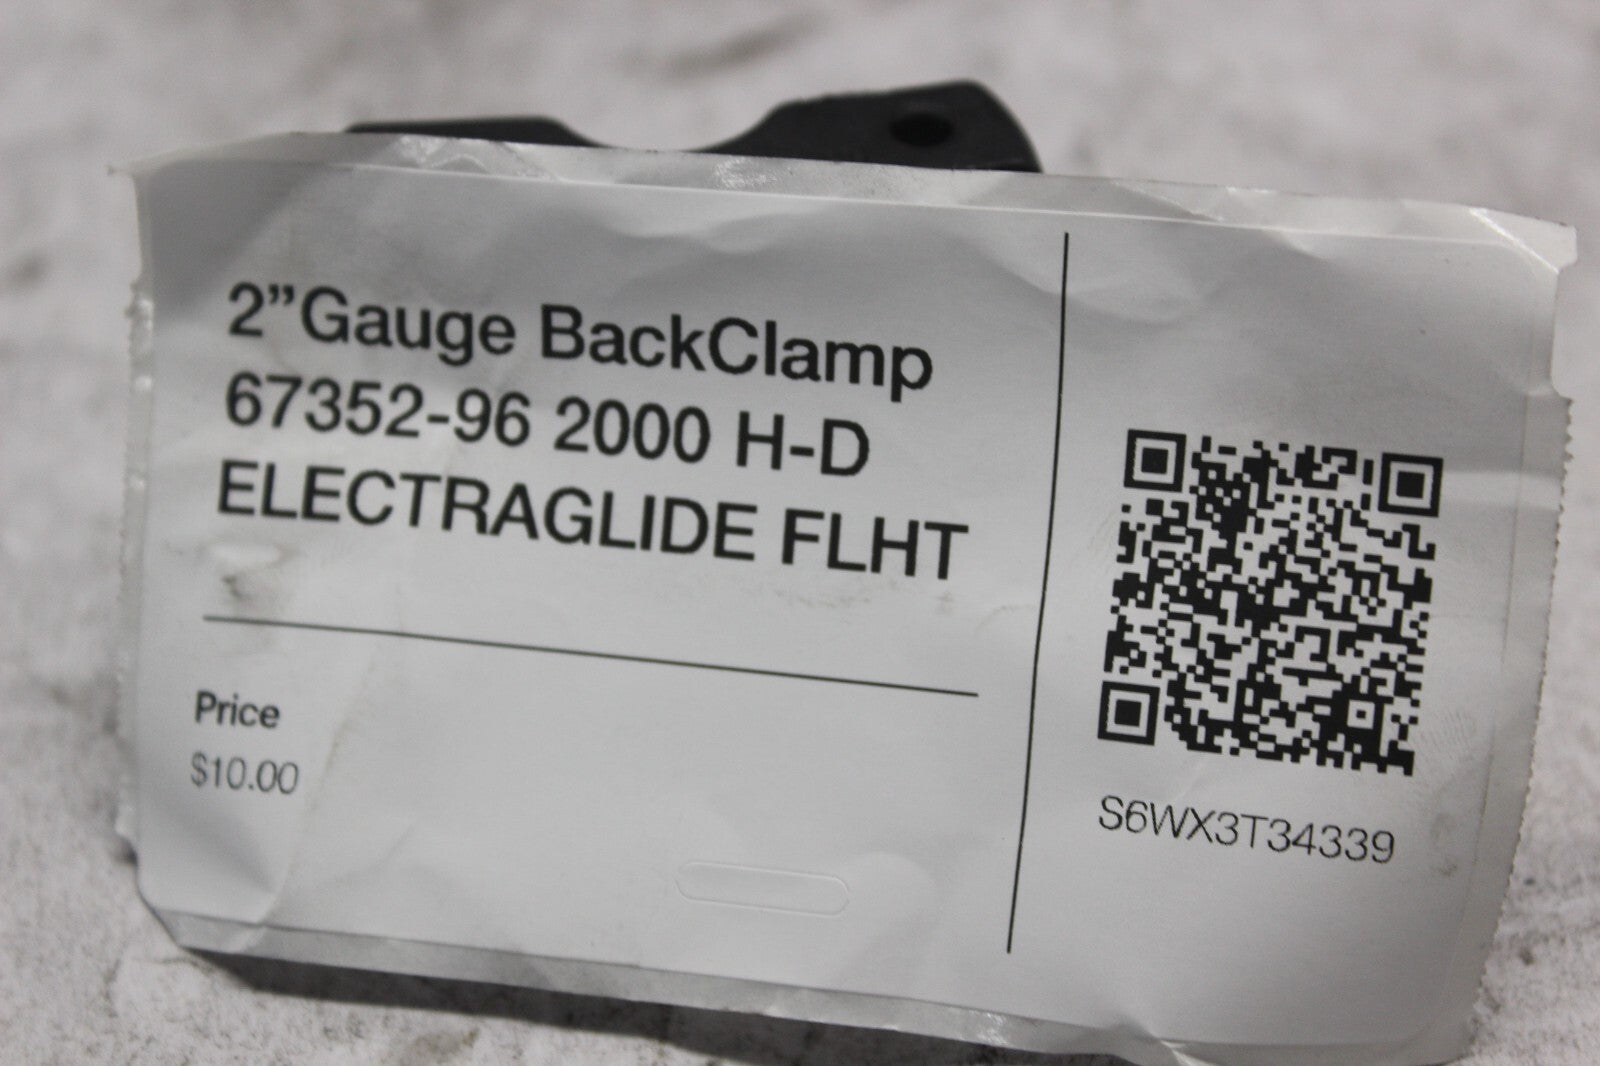 2”Gauge BackClamp
67352-96 2000 H-D
ELECTRAGLIDE FLHT
Price
$10.00
S6WX3T34339